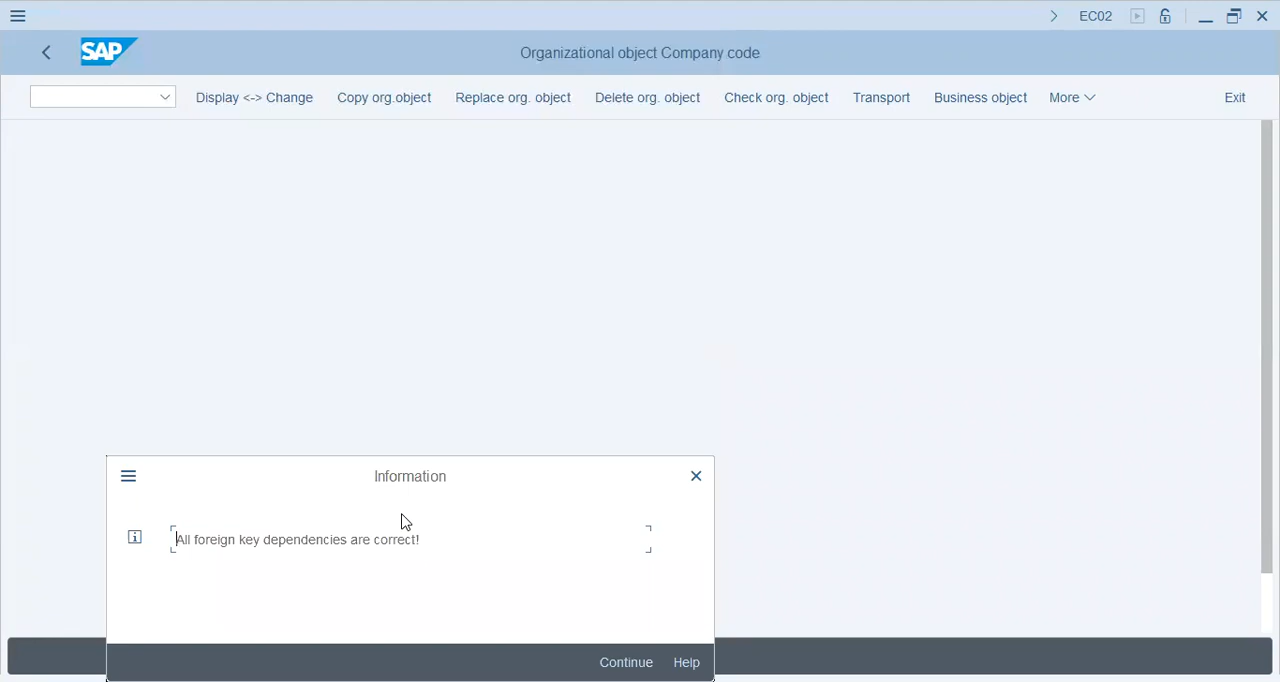 EC02
SAP Organizational object Company code
Display <-> Change Copy org.object Replace org. object Delete org. object Check org. object Transport Business object More Exit
Information
All foreign key dependencies are correct!
Continue Help